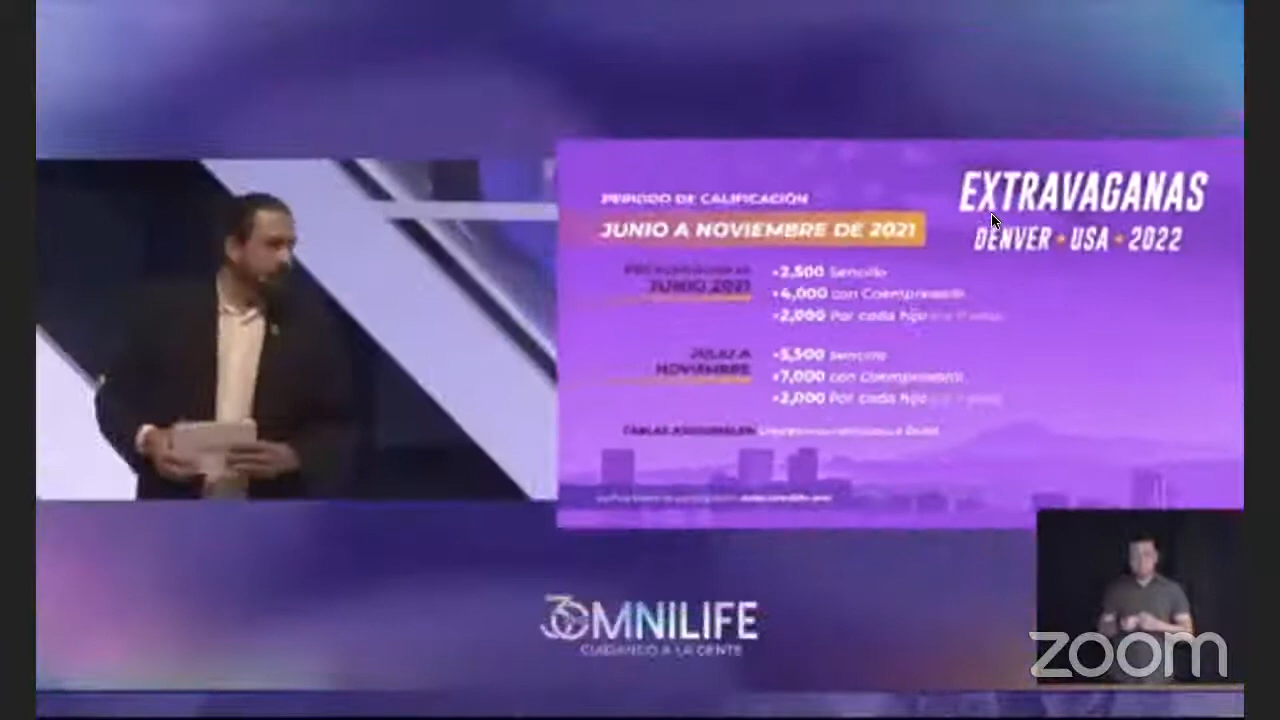 EXTRAVAGANAS
DENVER • USA • 2022
PERIODO DE CALIFICACIÓN
JUNIO A NOVIEMBRE DE 2021
JUNIO 2021
•2,500 Sencillo
•4,000 con Coempresario
•2,000 Por cada hijo
JULIO A
NOVIEMBRE
•5,500 Sencillo
•7,000 con Coempresario
•2,000 Por cada hijo
OMNILIFE
CUIDANDO A LA GENTE
zoom